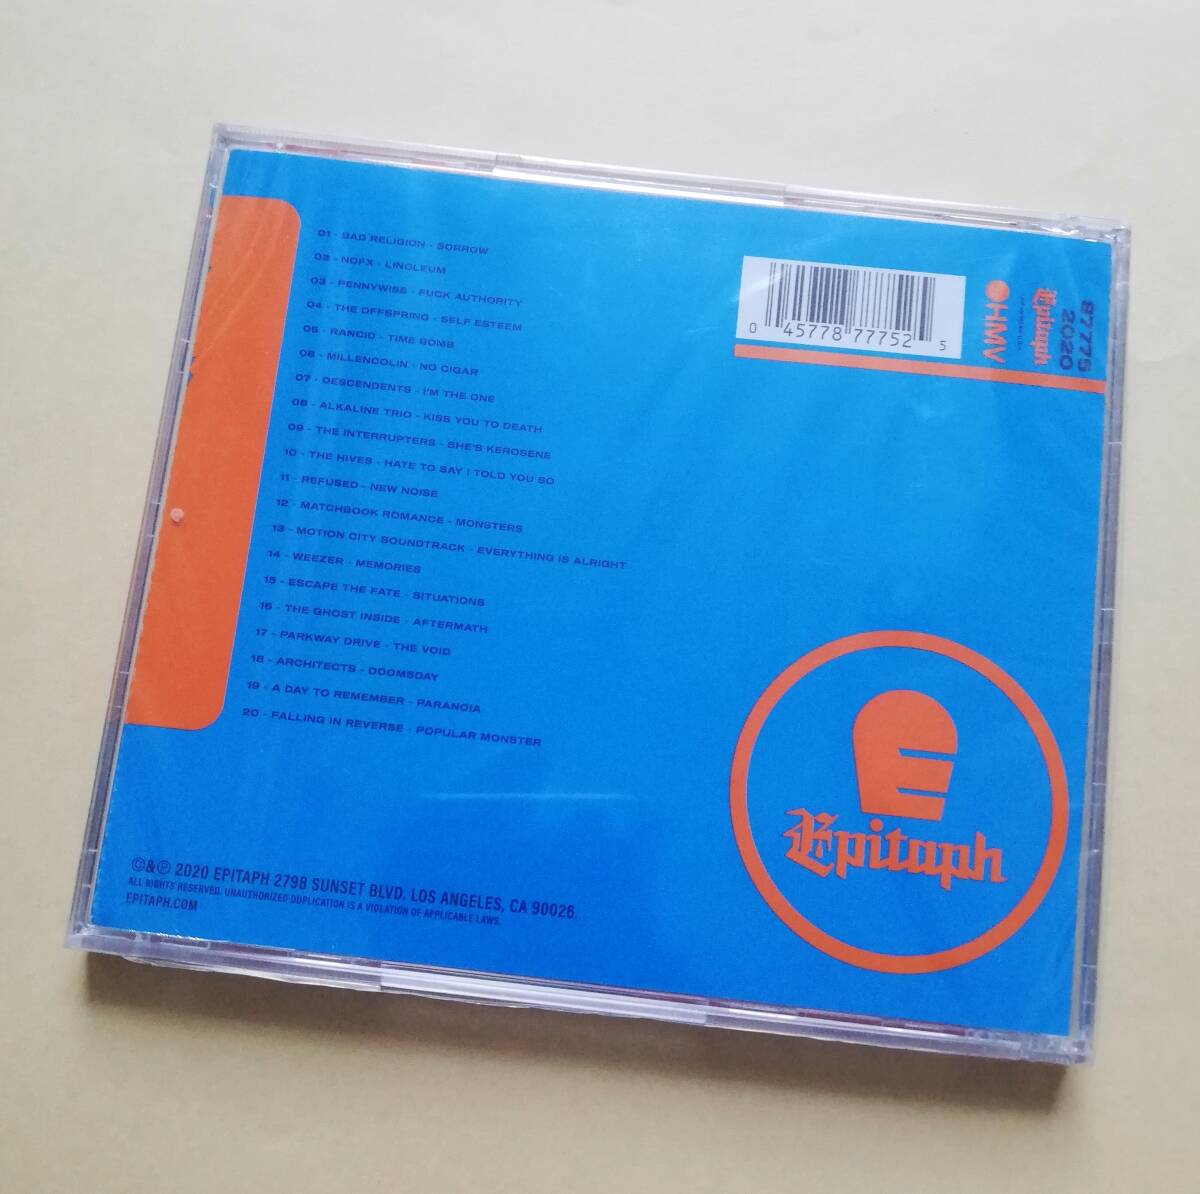 01 - BAD RELIGION - SORROW
02 - NOFX - LINOLEUM
03 - PENNYWISE - FUCK AUTHORITY
04 - THE OFFSPRING - SELF ESTEEM
05 - RANCID - TIME BOMB
06 - MILLENCOLIN - NO CIGAR
07 - DESCENDENTS - I'M THE ONE
08 - ALKALINE TRIO - KISS YOU TO DEATH
09 - THE INTERRUPTERS - SHE'S KEROSENE
10 - THE HIVES - HATE TO SAY I TOLD YOU SO
11 - REFUSED - NEW NOISE
12 - MATCHBOOK ROMANCE - MONSTERS
13 - MOTION CITY SOUNDTRACK - EVERYTHING IS ALRIGHT
14 - WEEZER - MEMORIES
15 - ESCAPE THE FATE - SITUATIONS
16 - THE GHOST INSIDE - AFTERMATH
17 - PARKWAY DRIVE - THE VOID
18 - ARCHITECTS - DOOMSDAY
19 - A DAY TO REMEMBER - PARANOIA
20 - FALLING IN REVERSE - POPULAR MONSTER
0 45778 77752 5
HMV
Epitaph
2020
87775
E
Epitaph
©&℗ 2020 EPITAPH 2798 SUNSET BLVD. LOS ANGELES, CA 90026.
ALL RIGHTS RESERVED. UNAUTHORIZED DUPLICATION IS A VIOLATION OF APPLICABLE LAWS.
EPITAPH.COM